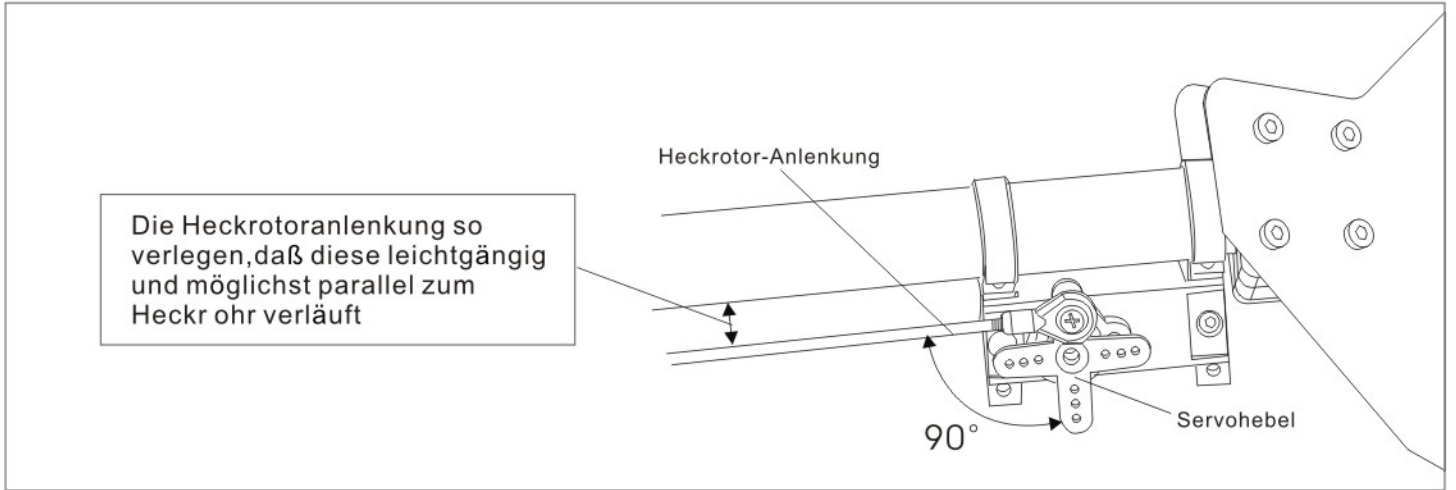 Heckrotor-Anlenkung
Die Heckrotoranlenkung so
verlegen,daß diese leichtgängig
und möglichst parallel zum
Heckr ohr verläuft
Servohebel
90°